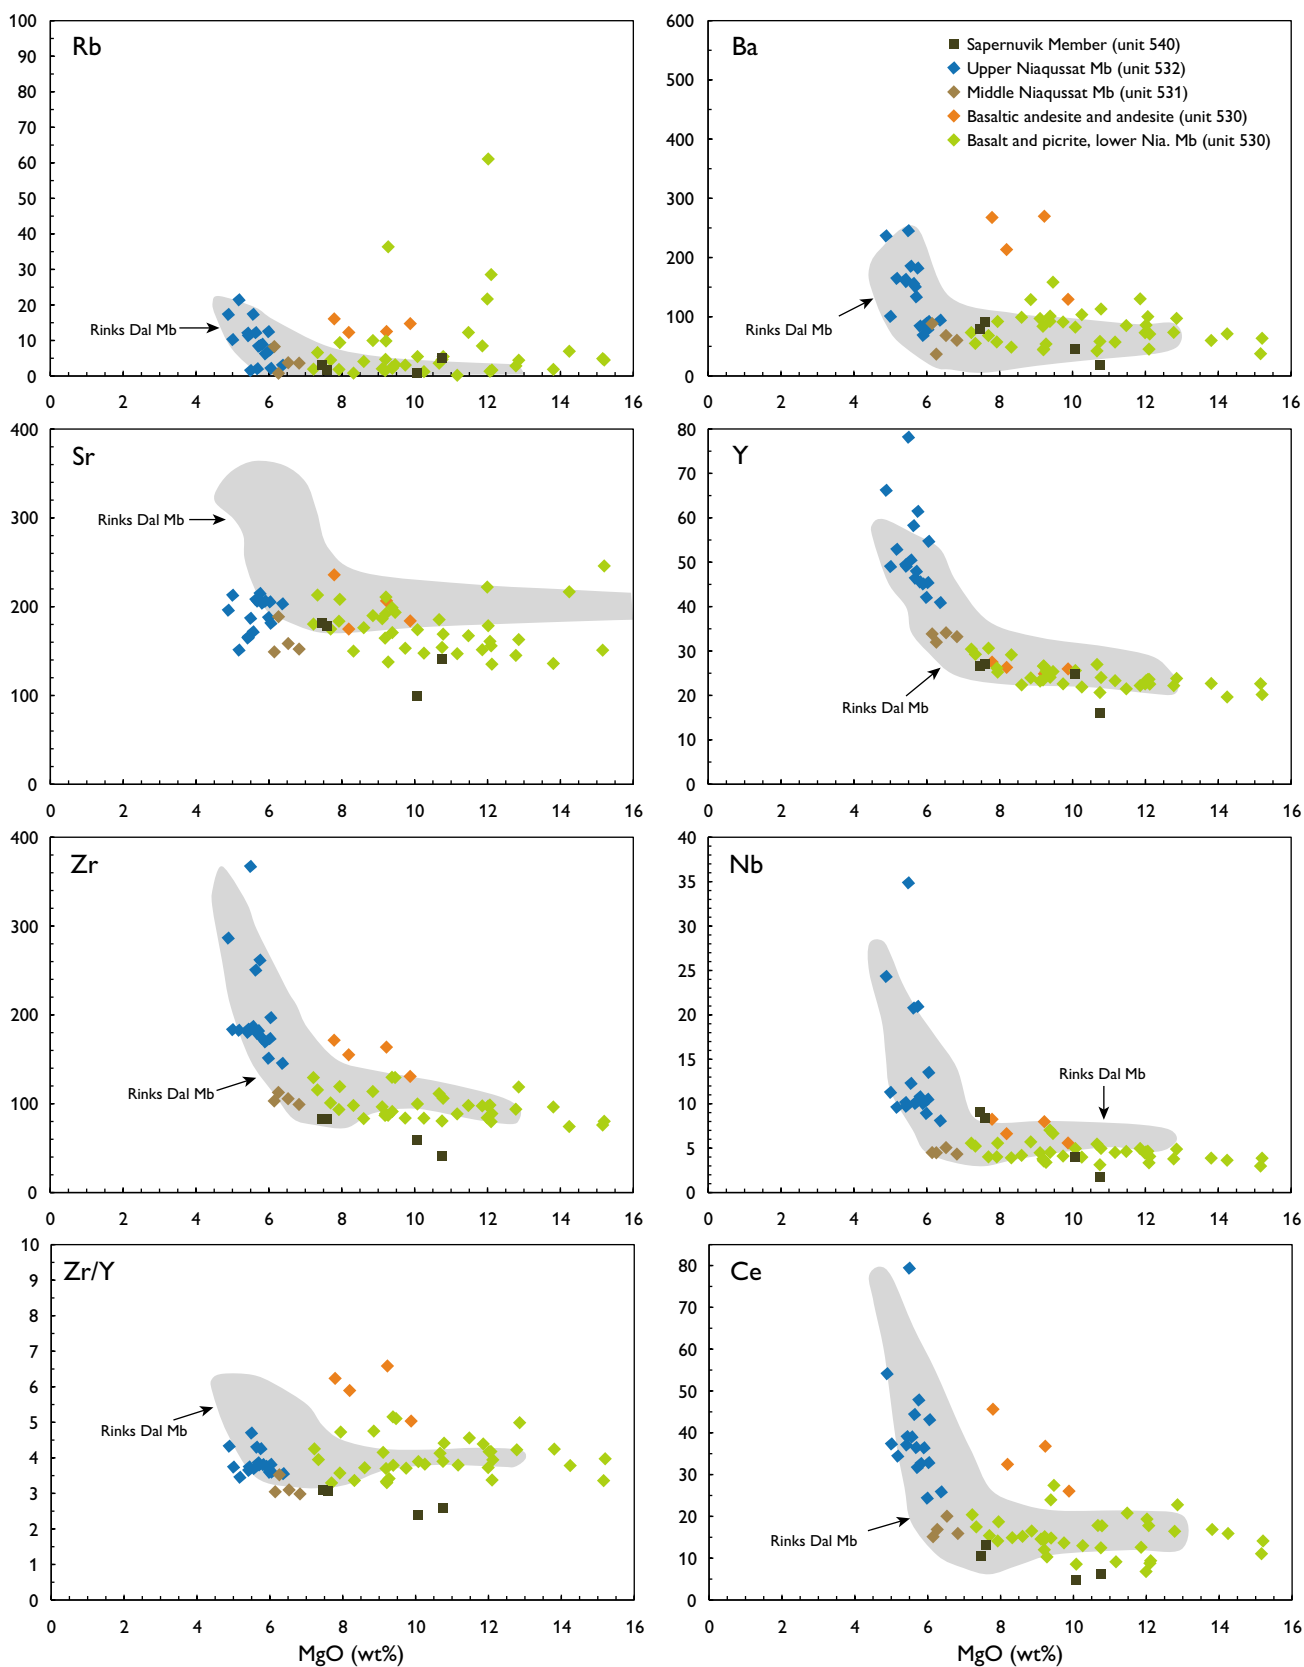 Rb
100
90
80
70
60
50
40
30
20
10
0
Rinks Dal Mb
0 2 4 6 8 10 12 14 16
Ba
600
500
400
300
200
100
0
Sapernuvik Member (unit 540)
Upper Niaqussat Mb (unit 532)
Middle Niaqussat Mb (unit 531)
Basaltic andesite and andesite (unit 530)
Basalt and picrite, lower Nia. Mb (unit 530)
Rinks Dal Mb
0 2 4 6 8 10 12 14 16
Sr
400
300
200
100
0
Rinks Dal Mb
0 2 4 6 8 10 12 14 16
Y
80
70
60
50
40
30
20
10
0
Rinks Dal Mb
0 2 4 6 8 10 12 14 16
Zr
400
300
200
100
0
Rinks Dal Mb
0 2 4 6 8 10 12 14 16
Nb
40
35
30
25
20
15
10
5
0
Rinks Dal Mb
0 2 4 6 8 10 12 14 16
Zr/Y
10
9
8
7
6
5
4
3
2
1
0
Rinks Dal Mb
0 2 4 6 8 10 12 14 16
MgO (wt%)
Ce
80
70
60
50
40
30
20
10
0
Rinks Dal Mb
0 2 4 6 8 10 12 14 16
MgO (wt%)